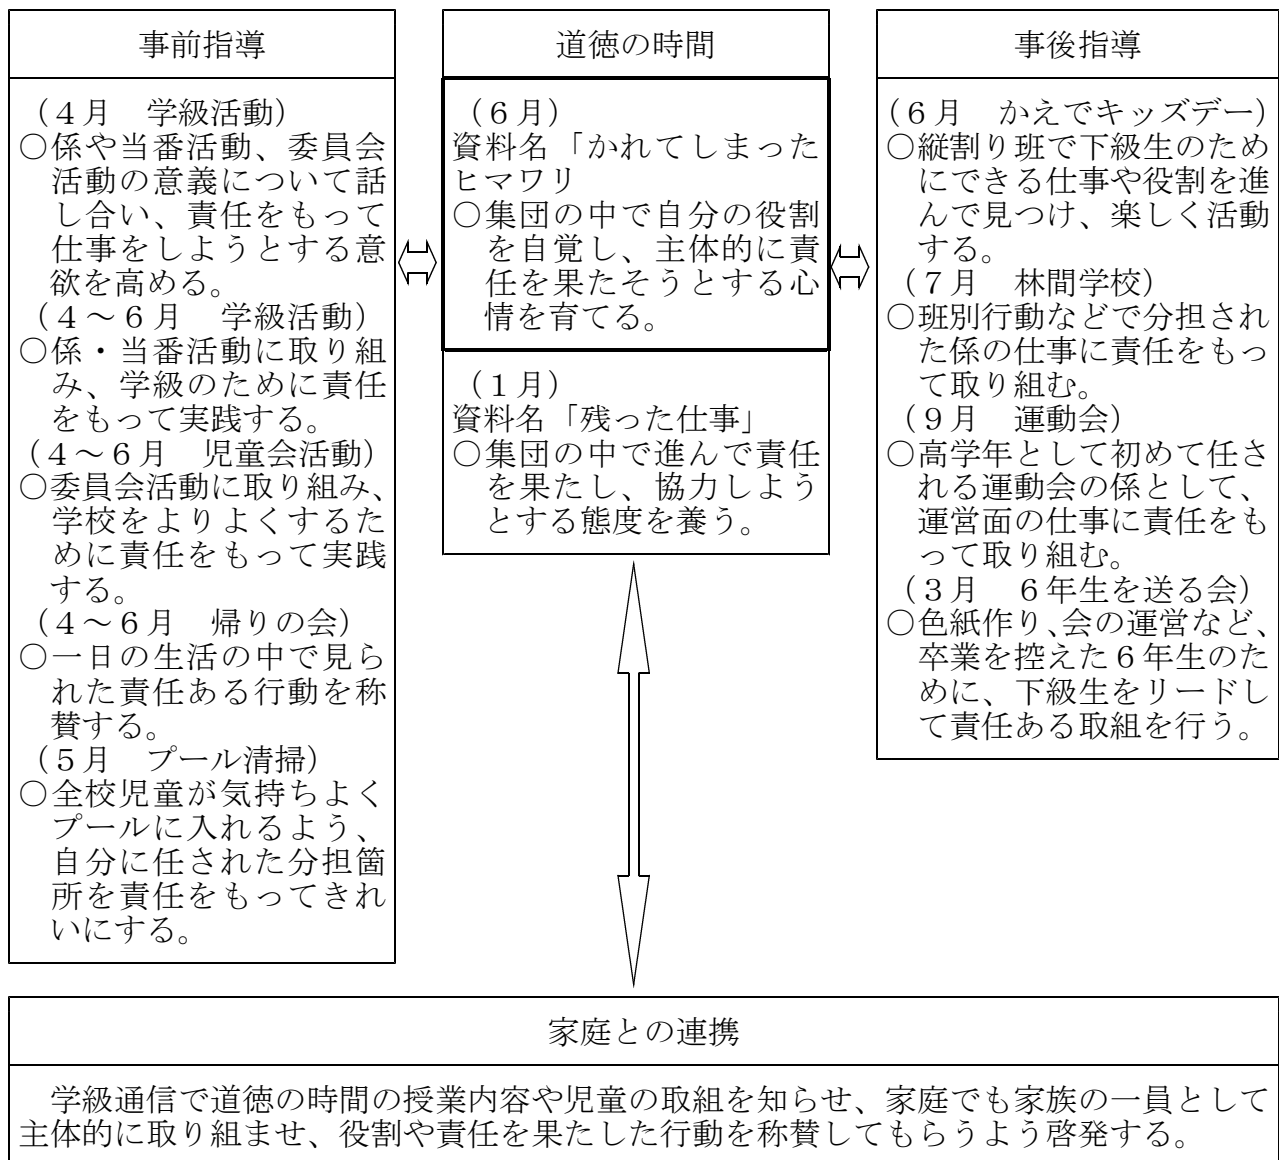 事前指導
（４月　学級活動）
○係や当番活動、委員会
活動の意義について話
し合い、責任をもって
仕事をしようとする意
欲を高める。
（４～６月　学級活動）
○係・当番活動に取り組
み、学級のために責任
をもって実践する。
（４～６月　児童会活動）
○委員会活動に取り組み、
学校をよりよくするた
めに責任をもって実践
する。
（４～６月　帰りの会）
○一日の生活の中で見ら
れた責任ある行動を称
賛する。
（５月　プール清掃）
○全校児童が気持ちよく
プールに入れるよう、
自分に任された分担箇
所を責任をもってきれ
いにする。
道徳の時間
（６月）
資料名「かれてしまった
ヒマワリ
○集団の中で自分の役割
を自覚し、主体的に責
任を果たそうとする心
情を育てる。
（１月）
資料名「残った仕事」
○集団の中で進んで責任
を果たし、協力しよう
とする態度を養う。
事後指導
（６月　かえでキッズデー）
○縦割り班で下級生のため
にできる仕事や役割を進
んで見つけ、楽しく活動
する。
（７月　林間学校）
○班別行動などで分担され
た係の仕事に責任をもっ
て取り組む。
（９月　運動会）
○高学年として初めて任さ
れる運動会の係として、
運営面の仕事に責任をも
って取り組む。
（３月　６年生を送る会）
○色紙作り、会の運営など、
卒業を控えた６年生のた
めに、下級生をリードし
て責任ある取組を行う。
家庭との連携
学級通信で道徳の時間の授業内容や児童の取組を知らせ、家庭でも家族の一員として
主体的に取り組ませ、役割や責任を果たした行動を称賛してもらうよう啓発する。